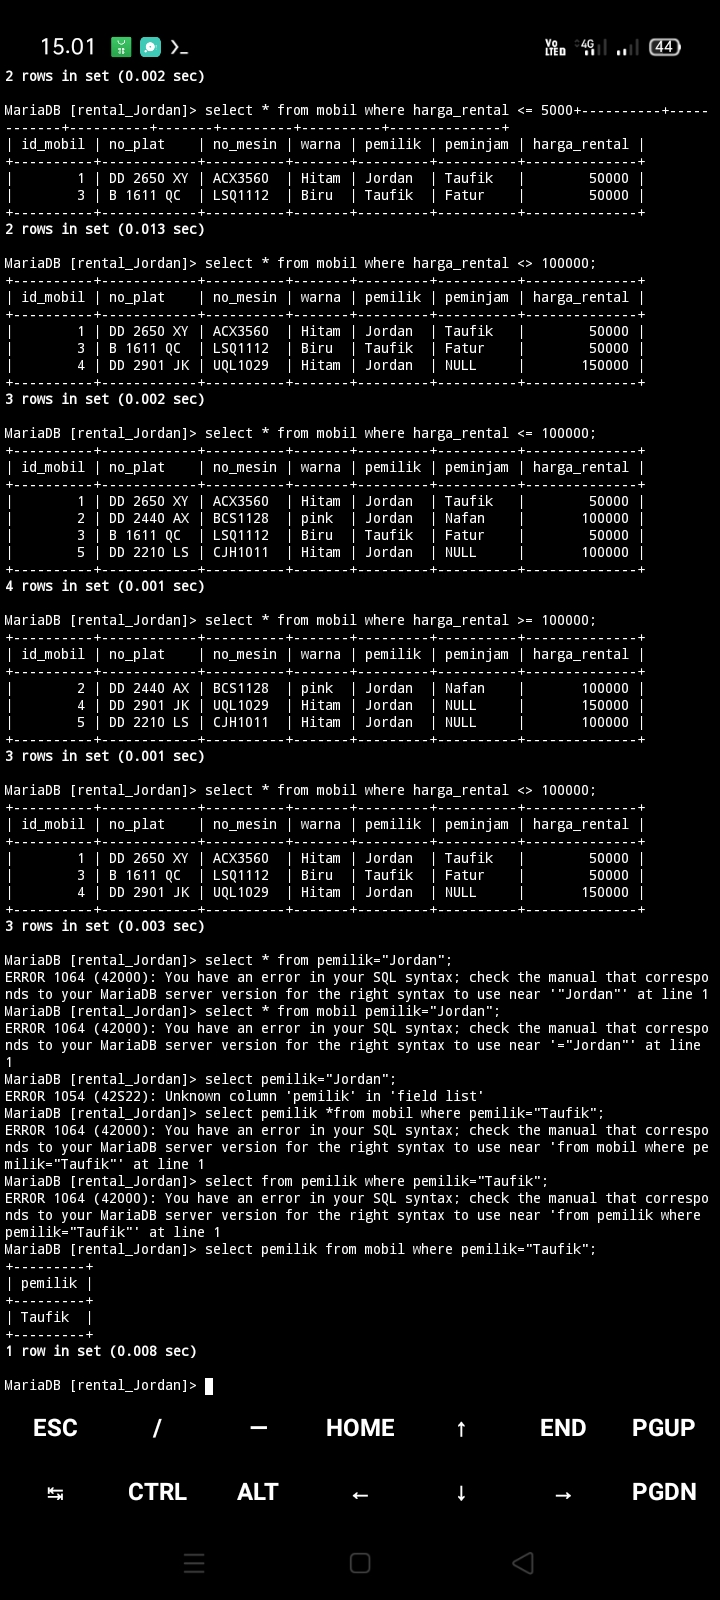 15.01 Vo LTED 4G 44
2 rows in set (0.002 sec)
MariaDB [rental_Jordan]> select * from mobil where harga_rental <= 5000+----------+-----
-------+----------+-------+---------+----------+--------------+
| id_mobil | no_plat    | no_mesin | warna | pemilik | peminjam | harga_rental |
+----------+------------+----------+-------+---------+----------+--------------+
|        1 | DD 2650 XY | ACX3560  | Hitam | Jordan  | Taufik   |        50000 |
|        3 | B 1611 QC  | LSQ1112  | Biru  | Taufik  | Fatur    |        50000 |
+----------+------------+----------+-------+---------+----------+--------------+
2 rows in set (0.013 sec)
MariaDB [rental_Jordan]> select * from mobil where harga_rental <> 100000;
+----------+------------+----------+-------+---------+----------+--------------+
| id_mobil | no_plat    | no_mesin | warna | pemilik | peminjam | harga_rental |
+----------+------------+----------+-------+---------+----------+--------------+
|        1 | DD 2650 XY | ACX3560  | Hitam | Jordan  | Taufik   |        50000 |
|        3 | B 1611 QC  | LSQ1112  | Biru  | Taufik  | Fatur    |        50000 |
|        4 | DD 2901 JK | UQL1029  | Hitam | Jordan  | NULL     |       150000 |
+----------+------------+----------+-------+---------+----------+--------------+
3 rows in set (0.002 sec)
MariaDB [rental_Jordan]> select * from mobil where harga_rental <= 100000;
+----------+------------+----------+-------+---------+----------+--------------+
| id_mobil | no_plat    | no_mesin | warna | pemilik | peminjam | harga_rental |
+----------+------------+----------+-------+---------+----------+--------------+
|        1 | DD 2650 XY | ACX3560  | Hitam | Jordan  | Taufik   |        50000 |
|        2 | DD 2440 AX | BCS1128  | pink  | Jordan  | Nafan    |       100000 |
|        3 | B 1611 QC  | LSQ1112  | Biru  | Taufik  | Fatur    |        50000 |
|        5 | DD 2210 LS | CJH1011  | Hitam | Jordan  | NULL     |       100000 |
+----------+------------+----------+-------+---------+----------+--------------+
4 rows in set (0.001 sec)
MariaDB [rental_Jordan]> select * from mobil where harga_rental >= 100000;
+----------+------------+----------+-------+---------+----------+--------------+
| id_mobil | no_plat    | no_mesin | warna | pemilik | peminjam | harga_rental |
+----------+------------+----------+-------+---------+----------+--------------+
|        2 | DD 2440 AX | BCS1128  | pink  | Jordan  | Nafan    |       100000 |
|        4 | DD 2901 JK | UQL1029  | Hitam | Jordan  | NULL     |       150000 |
|        5 | DD 2210 LS | CJH1011  | Hitam | Jordan  | NULL     |       100000 |
+----------+------------+----------+-------+---------+----------+--------------+
3 rows in set (0.001 sec)
MariaDB [rental_Jordan]> select * from mobil where harga_rental <> 100000;
+----------+------------+----------+-------+---------+----------+--------------+
| id_mobil | no_plat    | no_mesin | warna | pemilik | peminjam | harga_rental |
+----------+------------+----------+-------+---------+----------+--------------+
|        1 | DD 2650 XY | ACX3560  | Hitam | Jordan  | Taufik   |        50000 |
|        3 | B 1611 QC  | LSQ1112  | Biru  | Taufik  | Fatur    |        50000 |
|        4 | DD 2901 JK | UQL1029  | Hitam | Jordan  | NULL     |       150000 |
+----------+------------+----------+-------+---------+----------+--------------+
3 rows in set (0.003 sec)
MariaDB [rental_Jordan]> select * from pemilik="Jordan";
ERROR 1064 (42000): You have an error in your SQL syntax; check the manual that correspo
nds to your MariaDB server version for the right syntax to use near '"Jordan"' at line 1
MariaDB [rental_Jordan]> select * from mobil pemilik="Jordan";
ERROR 1064 (42000): You have an error in your SQL syntax; check the manual that correspo
nds to your MariaDB server version for the right syntax to use near '="Jordan"' at line
1
MariaDB [rental_Jordan]> select pemilik="Jordan";
ERROR 1054 (42S22): Unknown column 'pemilik' in 'field list'
MariaDB [rental_Jordan]> select pemilik *from mobil where pemilik="Taufik";
ERROR 1064 (42000): You have an error in your SQL syntax; check the manual that correspo
nds to your MariaDB server version for the right syntax to use near 'from mobil where pe
milik="Taufik"' at line 1
MariaDB [rental_Jordan]> select from pemilik where pemilik="Taufik";
ERROR 1064 (42000): You have an error in your SQL syntax; check the manual that correspo
nds to your MariaDB server version for the right syntax to use near 'from pemilik where
pemilik="Taufik"' at line 1
MariaDB [rental_Jordan]> select pemilik from mobil where pemilik="Taufik";
+---------+
| pemilik |
+---------+
| Taufik  |
+---------+
1 row in set (0.008 sec)
MariaDB [rental_Jordan]>
ESC / — HOME ↑ END PGUP
↹ CTRL ALT ← ↓ → PGDN